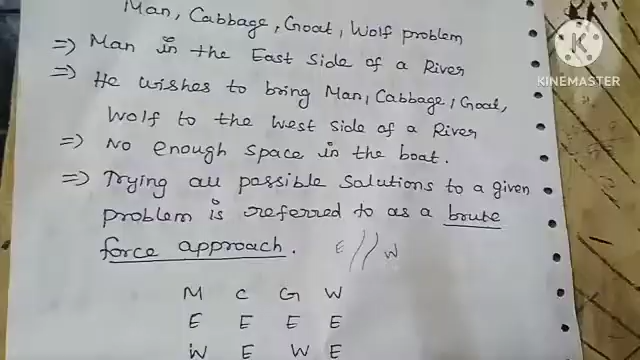 Man, Cabbage, Goat, Wolf problem
⇒ Man in the East side of a River
⇒ He wishes to bring Man, Cabbage, Goat,
Wolf to the West side of a River
⇒ No enough space in the boat.
⇒ Trying all possible solutions to a given
problem is referred to as a brute
force approach.
E // W
M C G W
E E E E
W E W E
K
KINEMASTER